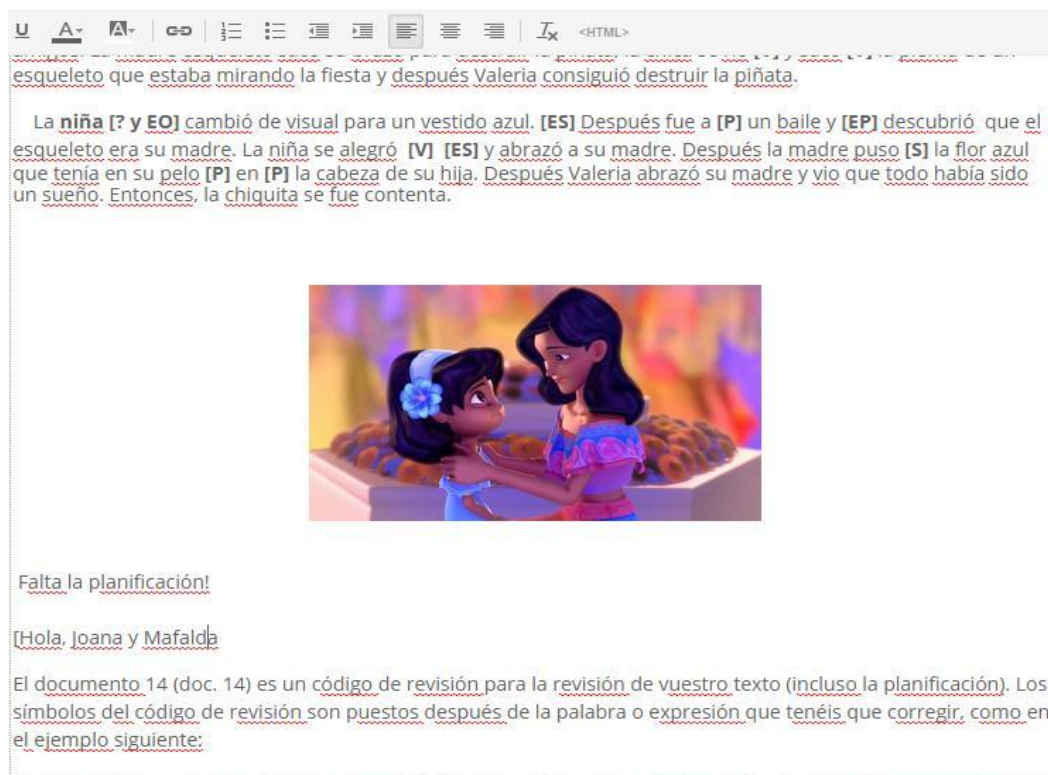 U A A <HTML>
esqueleto que estaba mirando la fiesta y después Valeria consiguió destruir la piñata.
La niña [? y EO] cambió de visual para un vestido azul. [ES] Después fue a [P] un baile y [EP] descubrió que el
esqueleto era su madre. La niña se alegró [V] [ES] y abrazó a su madre. Después la madre puso [S] la flor azul
que tenía en su pelo [P] en [P] la cabeza de su hija. Después Valeria abrazó su madre y vio que todo había sido
un sueño. Entonces, la chiquita se fue contenta.
Falta la planificación!
[Hola, Joana y Mafalda
El documento 14 (doc. 14) es un código de revisión para la revisión de vuestro texto (incluso la planificación). Los
símbolos del código de revisión son puestos después de la palabra o expresión que tenéis que corregir, como en
el ejemplo siguiente: